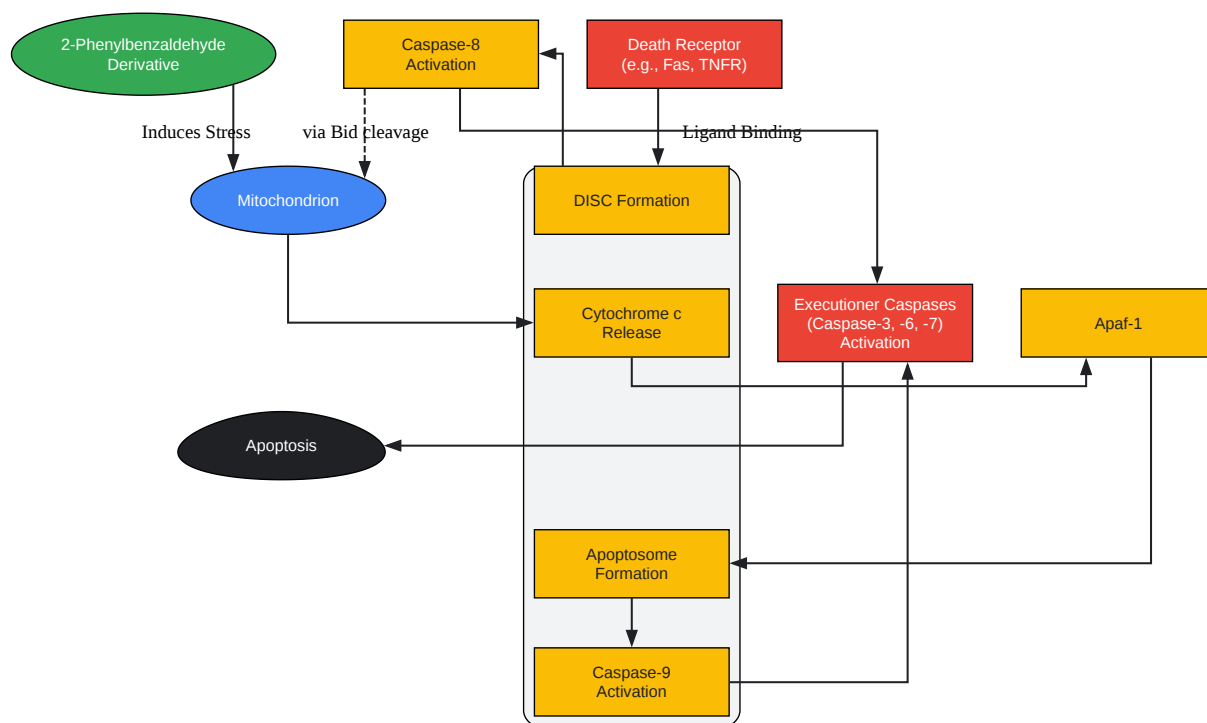 2-Phenylbenzaldehyde
Derivative
Caspase-8
Activation
Death Receptor
(e.g., Fas, TNFR)
Induces Stress
via Bid cleavage
Ligand Binding
Mitochondrion
DISC Formation
Cytochrome c
Release
Executioner Caspases
(Caspase-3, -6, -7)
Activation
Apaf-1
Apoptosis
Apoptosome
Formation
Caspase-9
Activation